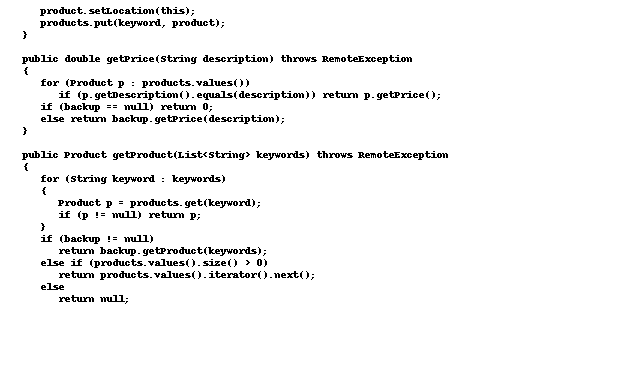 product.setLocation(this);
products.put(keyword, product);
}
public double getPrice(String description) throws RemoteException
{
for (Product p : products.values())
if (p.getDescription().equals(description)) return p.getPrice();
if (backup == null) return 0;
else return backup.getPrice(description);
}
public Product getProduct(List<String> keywords) throws RemoteException
{
for (String keyword : keywords)
{
Product p = products.get(keyword);
if (p != null) return p;
}
if (backup != null)
return backup.getProduct(keywords);
else if (products.values().size() > 0)
return products.values().iterator().next();
else
return null;